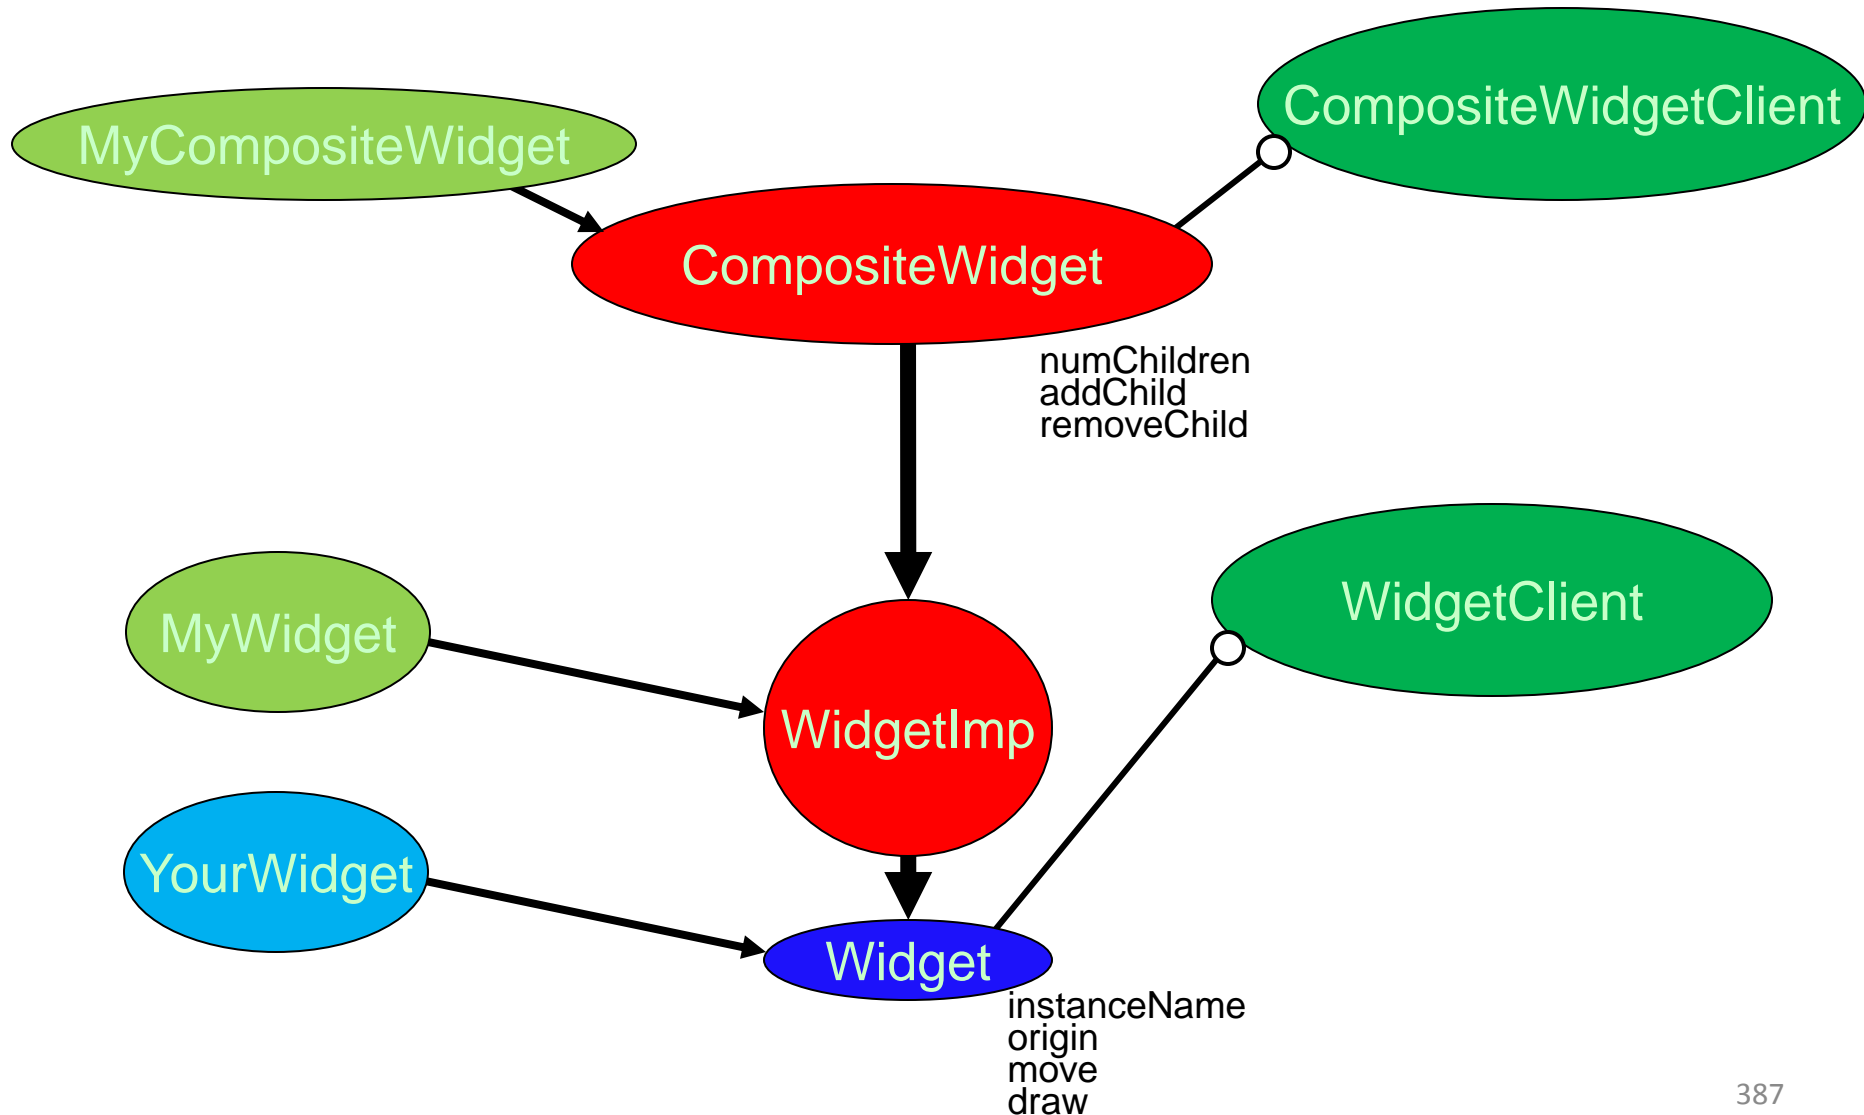 CompositeWidgetClient
MyCompositeWidget
CompositeWidget
numChildren
addChild
removeChild
WidgetClient
MyWidget
WidgetImp
YourWidget
Widget
instanceName
origin
move
draw
387